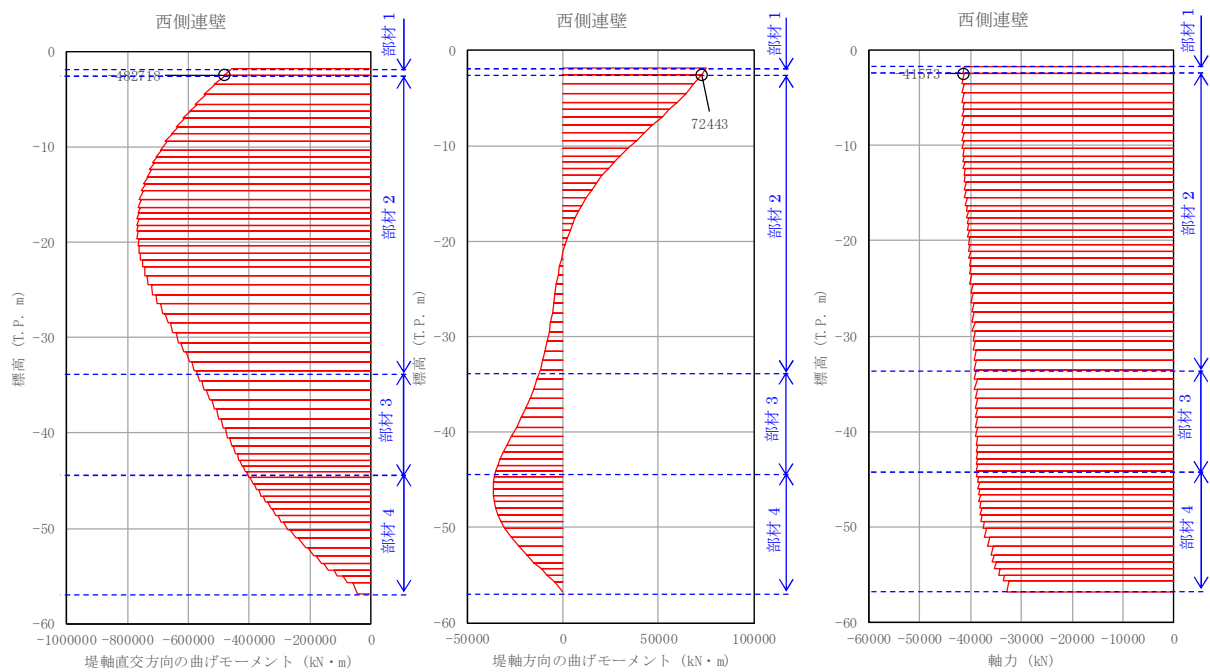 西側連壁
部材 1
0
-10
-20
-30
-40
-50
-60
標高 (T.P. m)
-482718
部材 2
部材 3
部材 4
-1000000 -800000 -600000 -400000 -200000 0
堤軸直交方向の曲げモーメント (kN・m)
西側連壁
部材 1
0
-10
-20
-30
-40
-50
-60
標高 (T.P. m)
72443
部材 2
部材 3
部材 4
-50000 0 50000 100000
堤軸方向の曲げモーメント (kN・m)
西側連壁
部材 1
0
-10
-20
-30
-40
-50
-60
標高 (T.P. m)
-41573
部材 2
部材 3
部材 4
-60000 -50000 -40000 -30000 -20000 -10000 0
軸力 (kN)